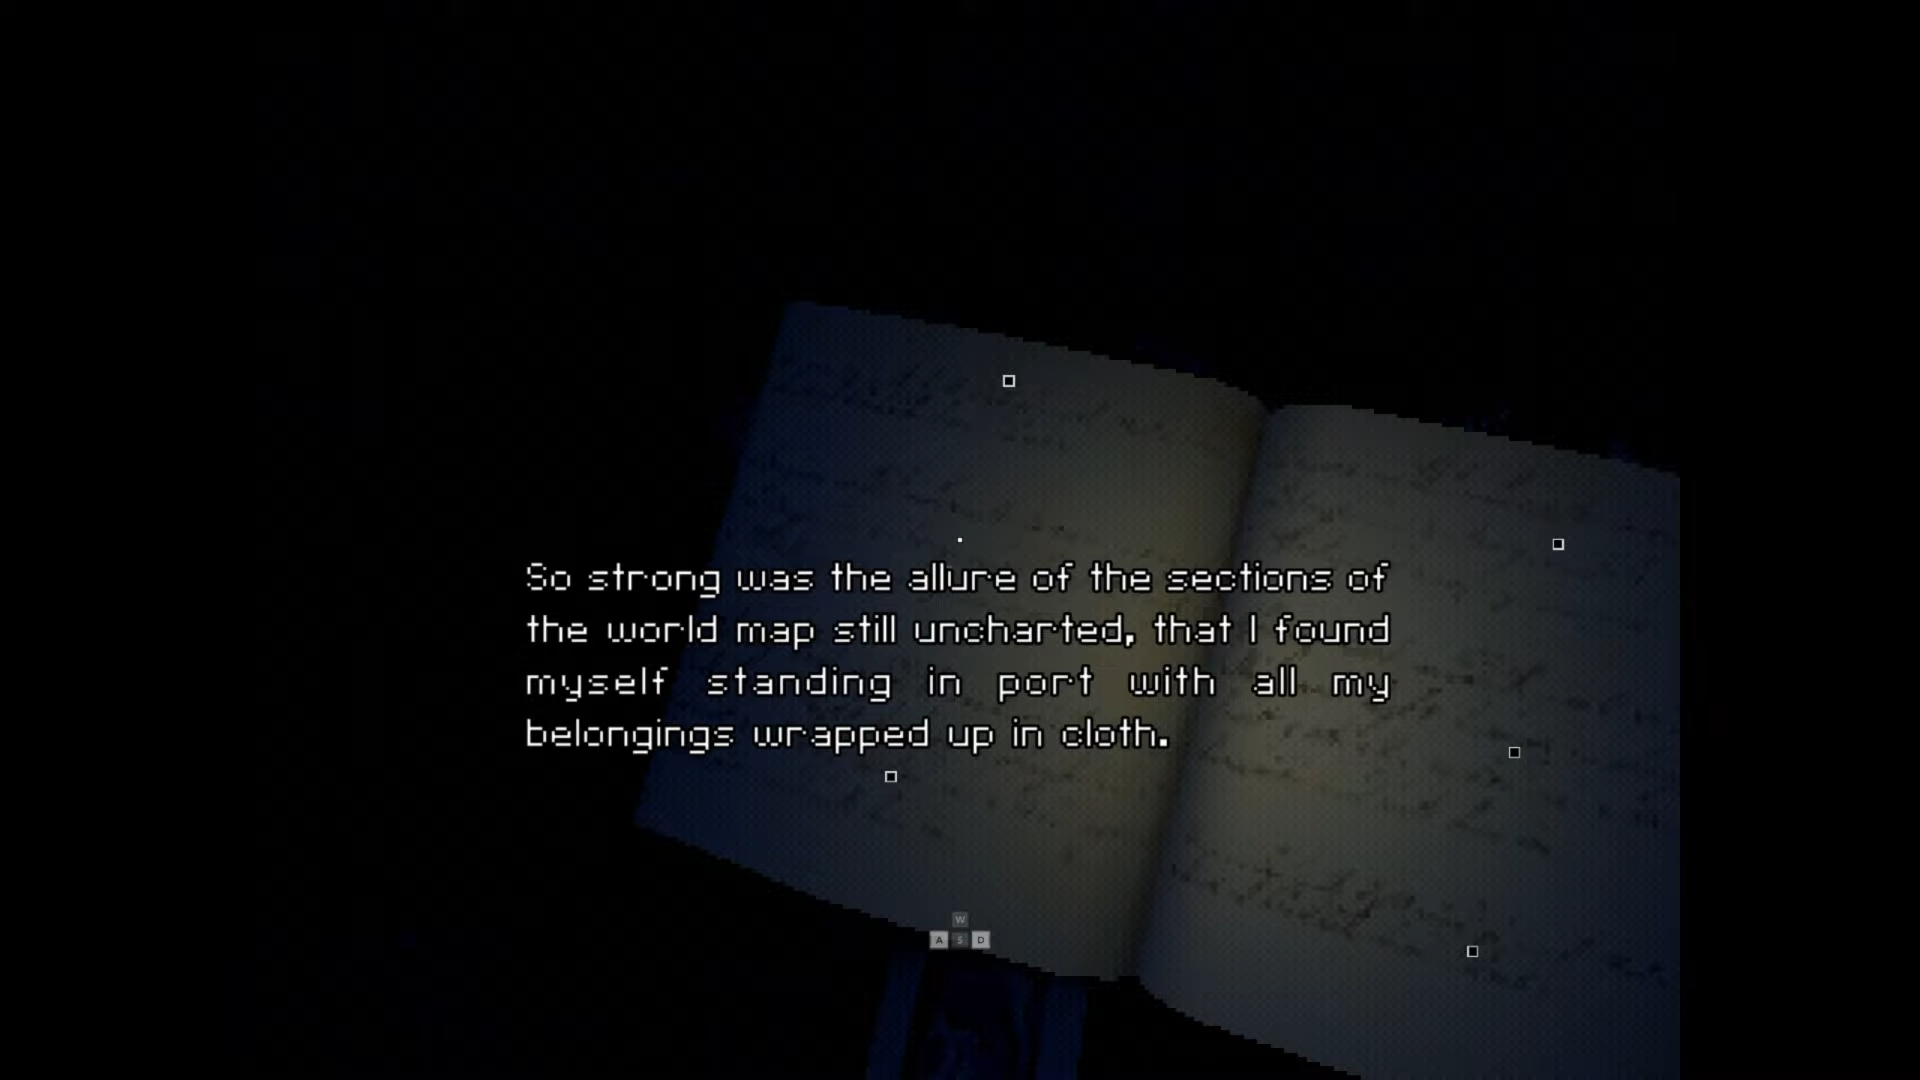 So strong was the allure of the sections of
the world map still uncharted, that I found
myself standing in port with all my
belongings wrapped up in cloth.
W
A S D